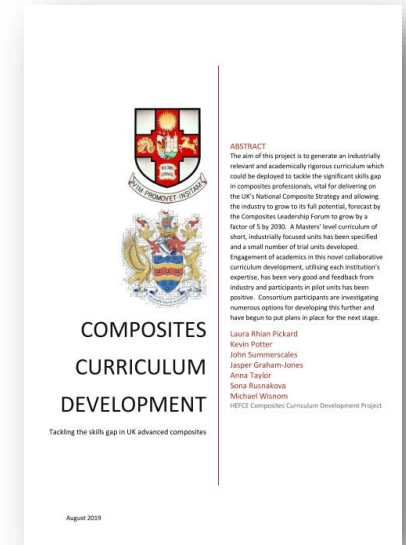 VIM PROMOVET INSITAM
COMPOSITES
CURRICULUM
DEVELOPMENT
Tackling the skills gap in UK advanced composites
August 2019
ABSTRACT
The aim of this project is to generate an industrially
relevant and academically rigorous curriculum which
could be deployed to tackle the significant skills gap
in composites professionals, vital for delivering on
the UK's National Composite Strategy and allowing
the industry to grow to its full potential, forecast by
the Composites Leadership Forum to grow by a
factor of 5 by 2030. A Masters' level curriculum of
short, industrially focused units has been specified
and a small number of trial units developed.
Engagement of academics in this novel collaborative
curriculum development, utilising each institution's
expertise, has been very good and feedback from
industry and participants in pilot units has been
positive. Consortium participants are investigating
numerous options for developing this further and
have begun to put plans in place for the next stage.
Laura Rhian Pickard
Kevin Potter
John Summerscales
Jasper Graham-Jones
Anna Taylor
Sona Rusnakova
Michael Wisnom
HEFCE Composites Curriculum Development Project